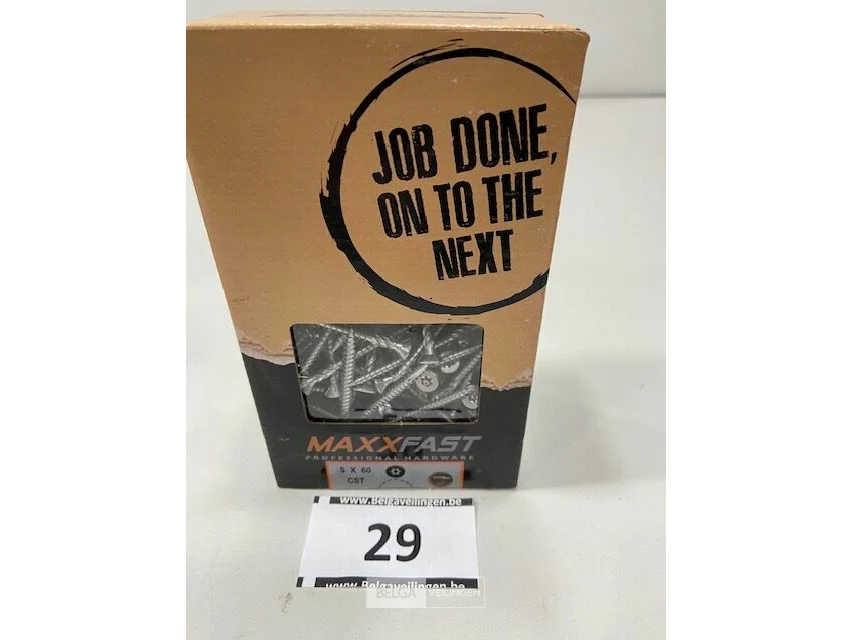 JOB DONE,
ON TO THE
NEXT
MAXXFAST
PROFESSIONAL HARDWARE
5 X 60
CST
www.Belgaveilingen.be
29
www.Belgaveilingen.be
BELGA VEILINGEN